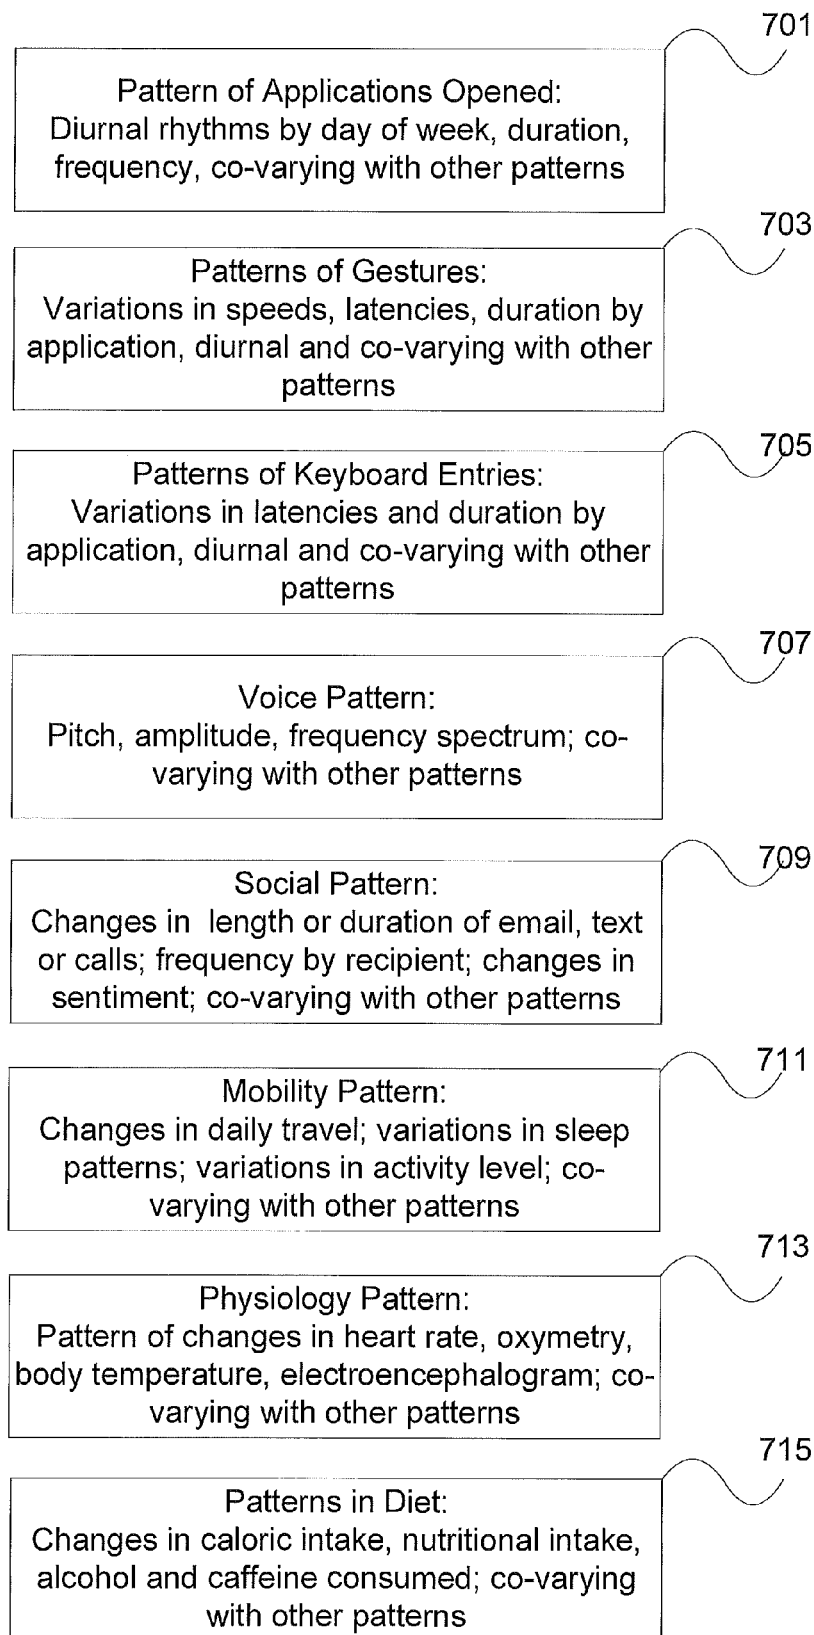 701
Pattern of Applications Opened:
Diurnal rhythms by day of week, duration,
frequency, co-varying with other patterns
703
Patterns of Gestures:
Variations in speeds, latencies, duration by
application, diurnal and co-varying with other
patterns
705
Patterns of Keyboard Entries:
Variations in latencies and duration by
application, diurnal and co-varying with other
patterns
707
Voice Pattern:
Pitch, amplitude, frequency spectrum; co-
varying with other patterns
709
Social Pattern:
Changes in length or duration of email, text
or calls; frequency by recipient; changes in
sentiment; co-varying with other patterns
711
Mobility Pattern:
Changes in daily travel; variations in sleep
patterns; variations in activity level; co-
varying with other patterns
713
Physiology Pattern:
Pattern of changes in heart rate, oxymetry,
body temperature, electroencephalogram; co-
varying with other patterns
715
Patterns in Diet:
Changes in caloric intake, nutritional intake,
alcohol and caffeine consumed; co-varying
with other patterns